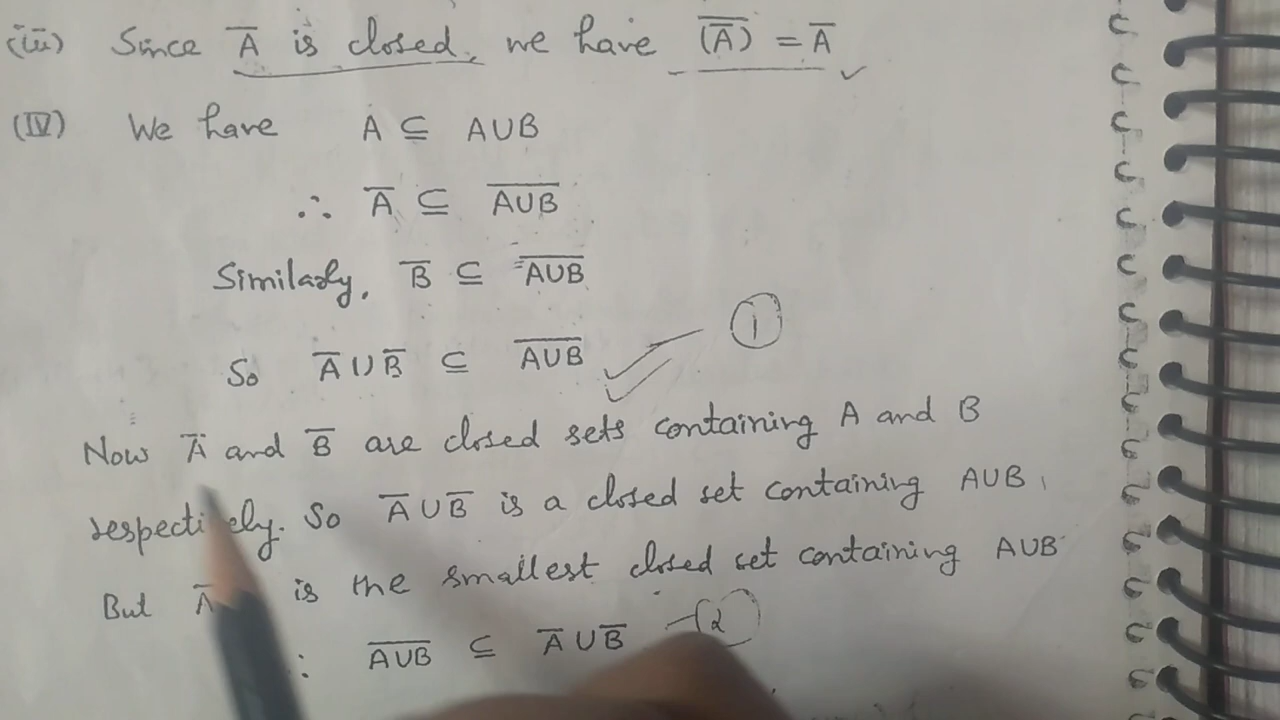 (iii) Since A̅ is closed, we have (A̅)̅ = A̅
(IV) We have A ⊆ A∪B
∴ A̅ ⊆ A̅∪̅B̅
Similarly, B̅ ⊆ A̅∪̅B̅
So A̅ ∪ B̅ ⊆ A̅∪̅B̅ ①
Now A̅ and B̅ are closed sets containing A and B
respectively. So A̅ ∪ B̅ is a closed set containing A∪B.
But is the smallest closed set containing A∪B
∴ A̅∪̅B̅ ⊆ A̅ ∪ B̅ — ②